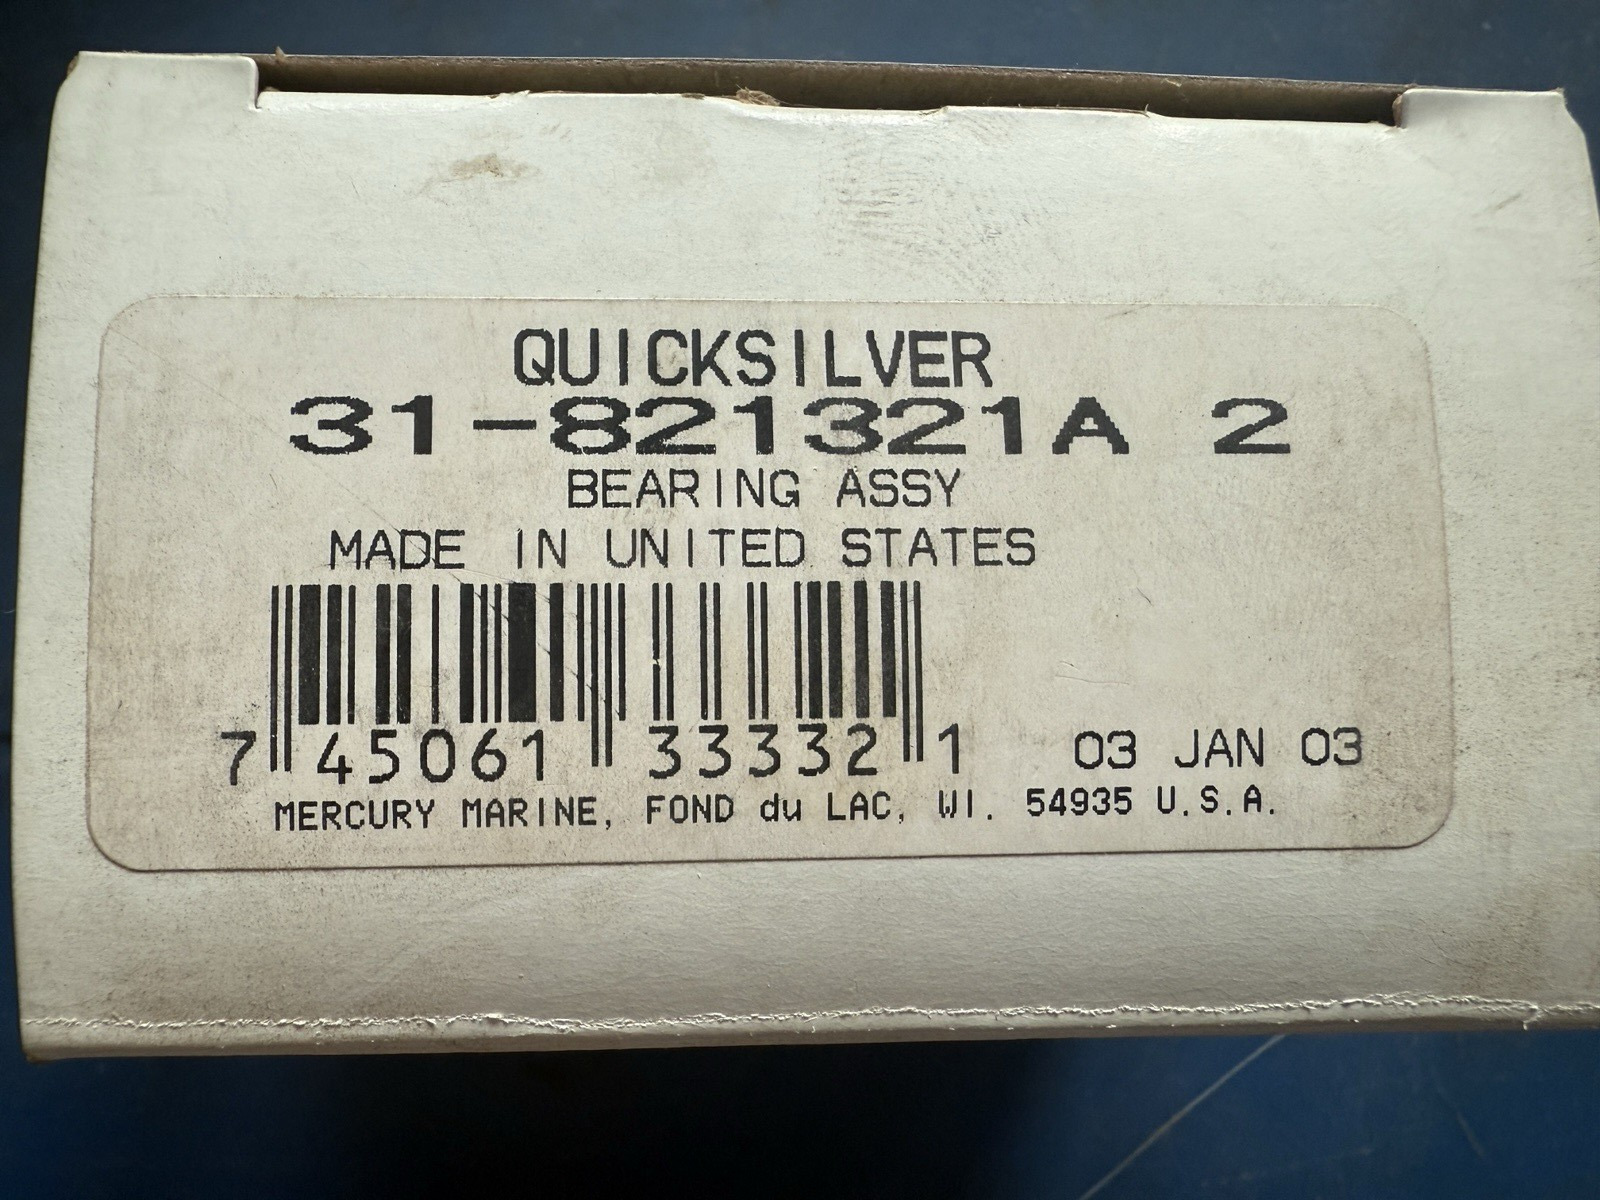 QUICKSILVER
31-821321A 2
BEARING ASSY
MADE IN UNITED STATES
7 45061 33332 1 03 JAN 03
MERCURY MARINE, FOND du LAC, WI. 54935 U.S.A.